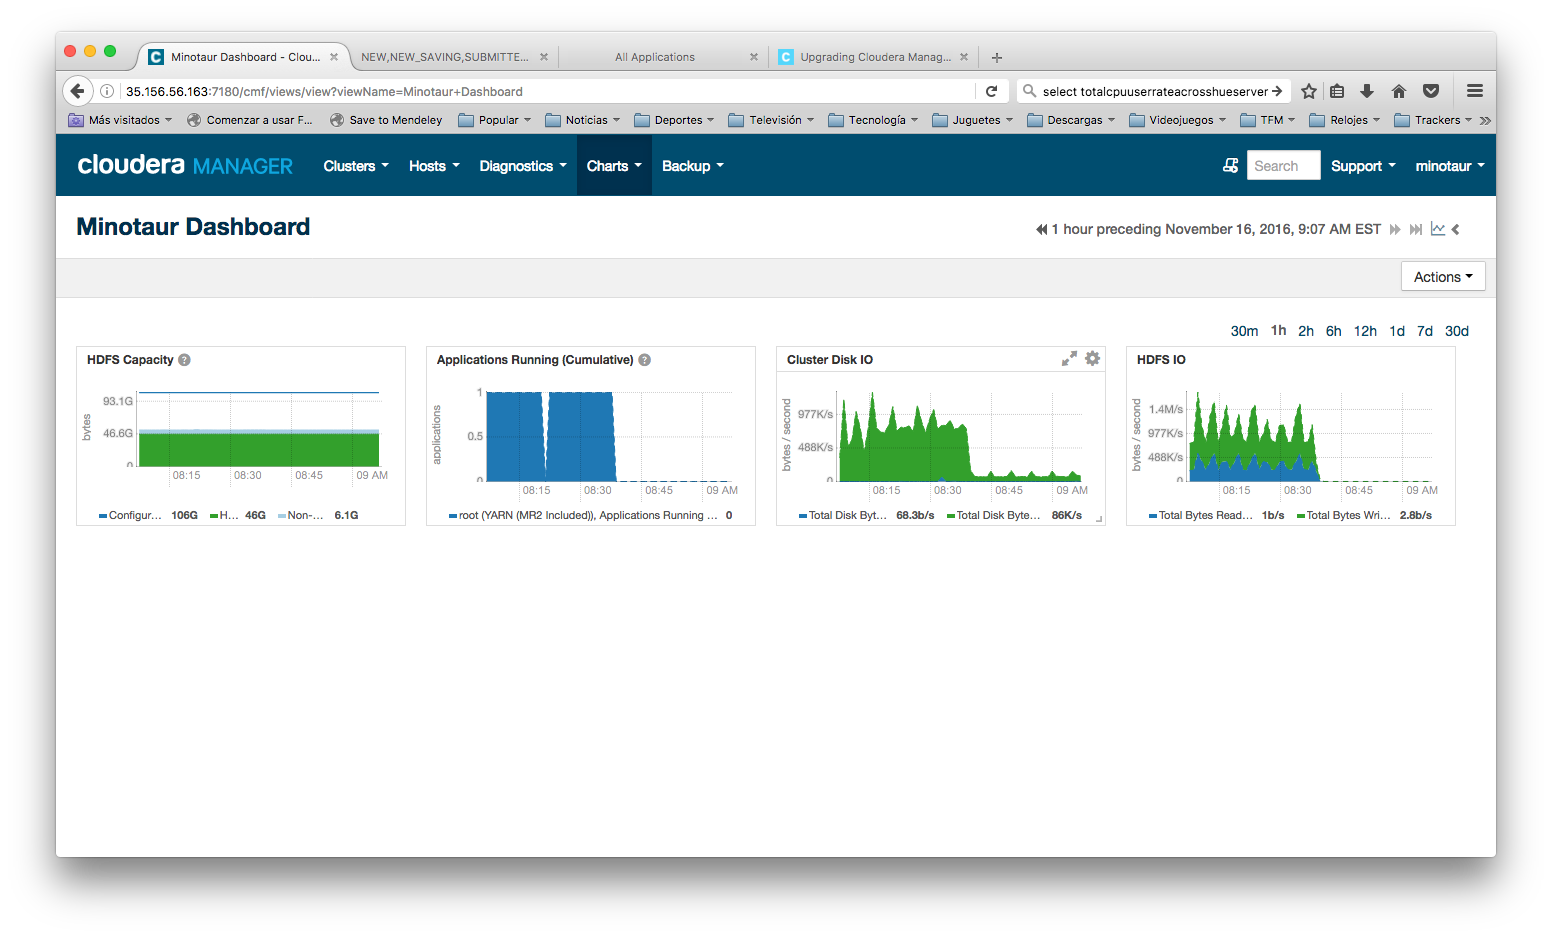 Minotaur Dashboard - Clou...
NEW,NEW_SAVING,SUBMITTE...
All Applications
Upgrading Cloudera Manag...
35.156.56.163:7180/cmf/views/view?viewName=Minotaur+Dashboard
select totalcpuuserrateacrosshueserver
Más visitados
Comenzar a usar F...
Save to Mendeley
Popular
Noticias
Deportes
Televisión
Tecnología
Juguetes
Descargas
Videojuegos
TFM
Relojes
Trackers
cloudera MANAGER
Clusters
Hosts
Diagnostics
Charts
Backup
Search
Support
minotaur
Minotaur Dashboard
1 hour preceding November 16, 2016, 9:07 AM EST
Actions
30m 1h 2h 6h 12h 1d 7d 30d
HDFS Capacity
bytes
93.1G
46.6G
0
08:15 08:30 08:45 09 AM
Configur... 106G H... 46G Non-... 6.1G
Applications Running (Cumulative)
applications
1
0.5
0
08:15 08:30 08:45 09 AM
root (YARN (MR2 Included)), Applications Running ... 0
Cluster Disk IO
bytes / second
977K/s
488K/s
0
08:15 08:30 08:45 09 AM
Total Disk Byt... 68.3b/s Total Disk Byte... 86K/s
HDFS IO
bytes / second
1.4M/s
977K/s
488K/s
0
08:15 08:30 08:45 09 AM
Total Bytes Read... 1b/s Total Bytes Wri... 2.8b/s